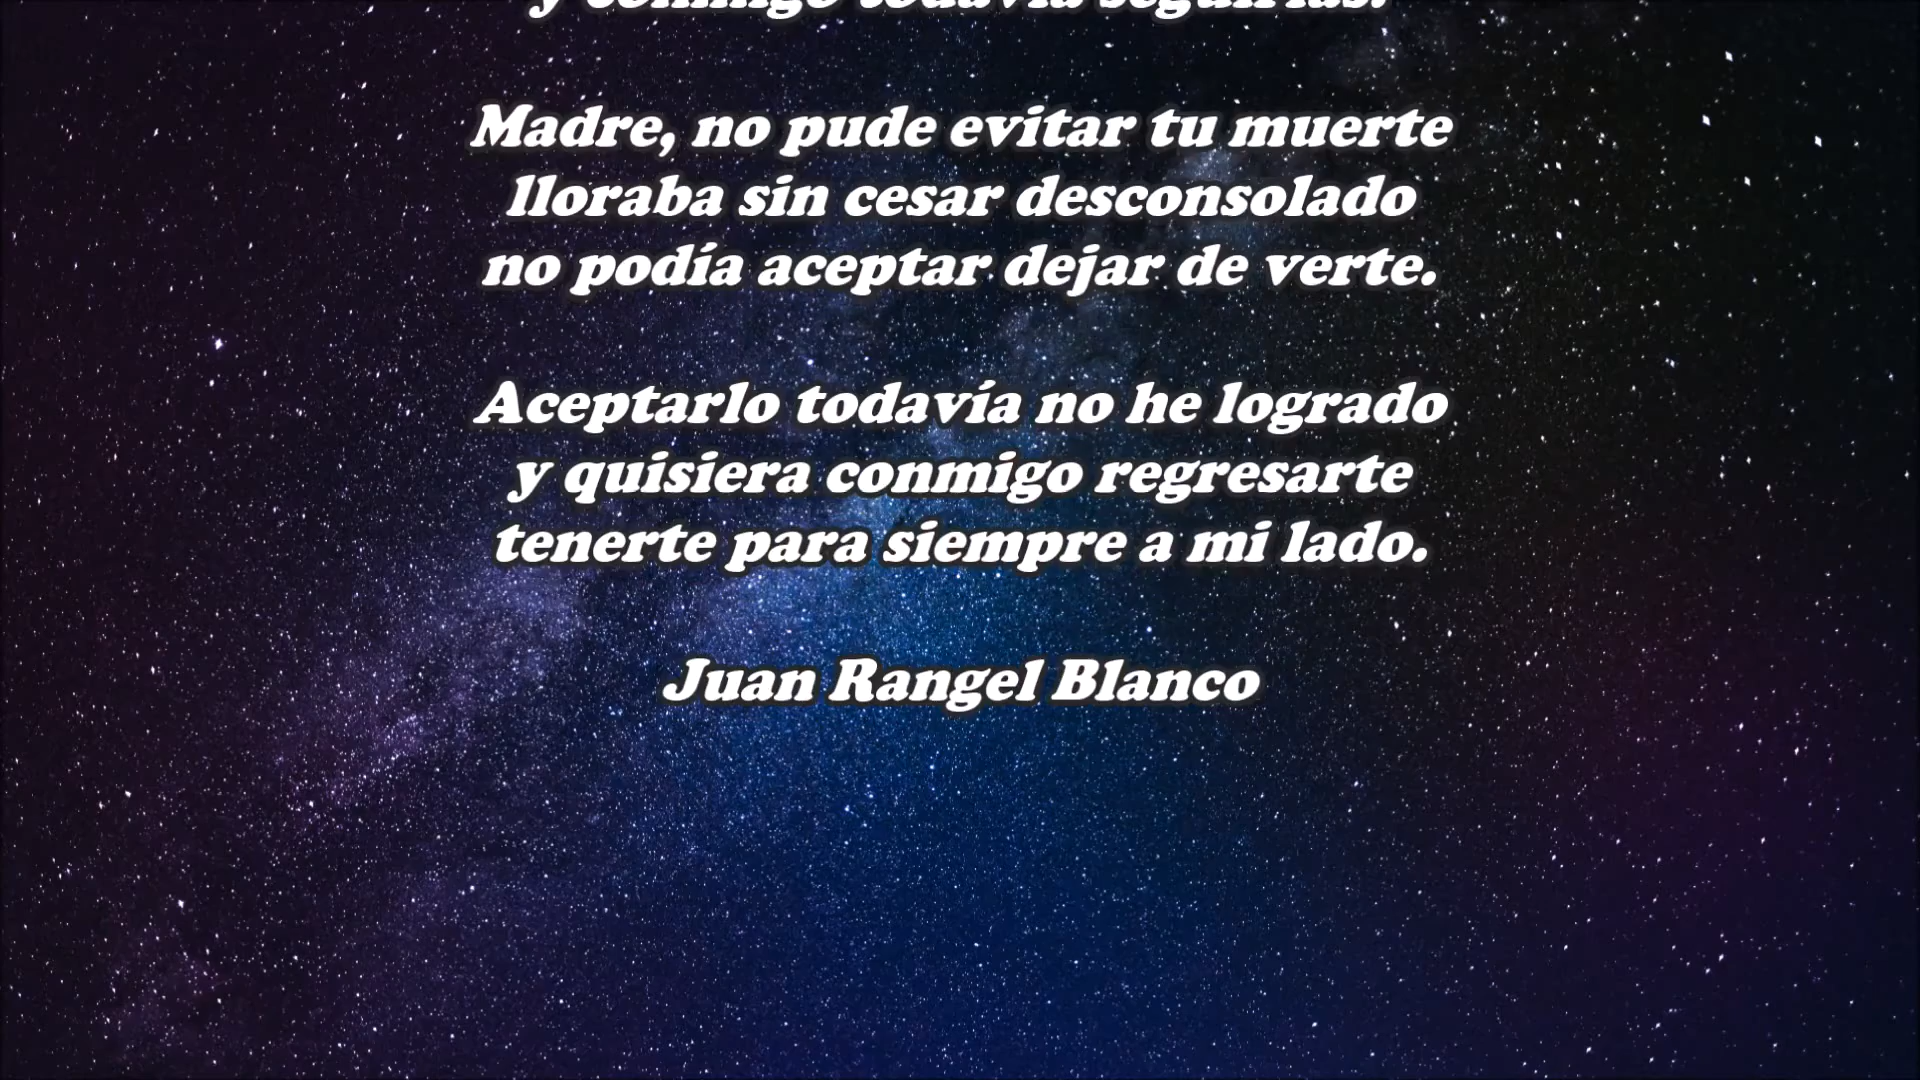 y conmigo todavía seguirías.
Madre, no pude evitar tu muerte
lloraba sin cesar desconsolado
no podía aceptar dejar de verte.
Aceptarlo todavía no he logrado
y quisiera conmigo regresarte
tenerte para siempre a mi lado.
Juan Rangel Blanco